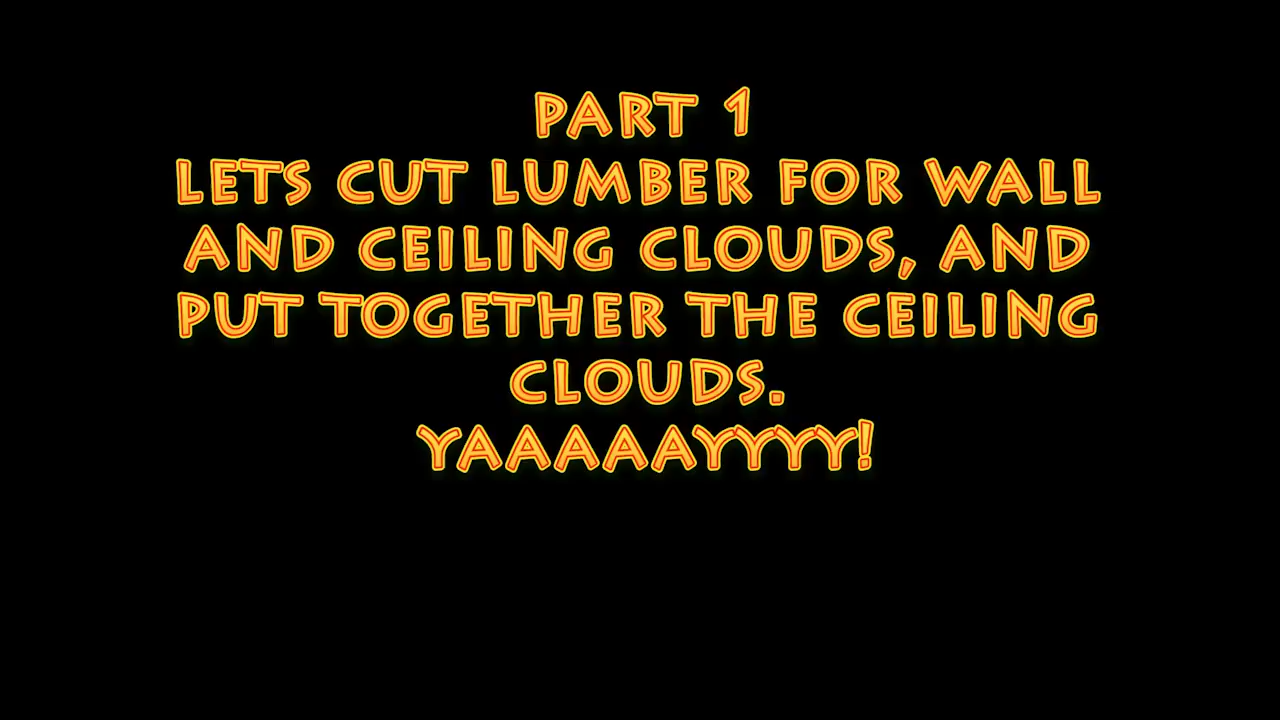 PART 1
LETS CUT LUMBER FOR WALL
AND CEILING CLOUDS, AND
PUT TOGETHER THE CEILING
CLOUDS.
YAAAAAYYYY!